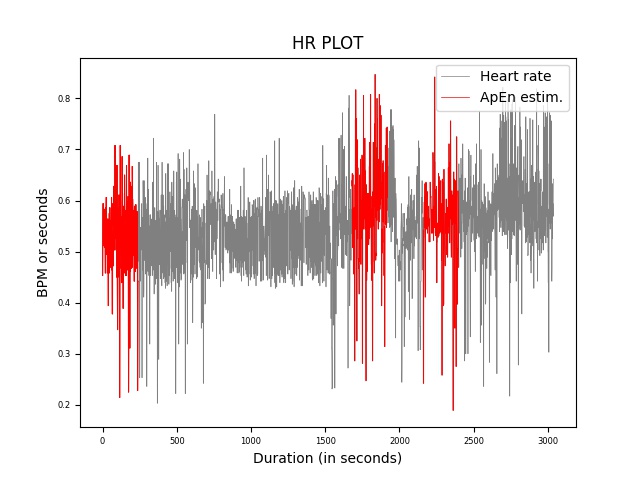 HR PLOT
Heart rate
ApEn estim.
BPM or seconds
0.8
0.7
0.6
0.5
0.4
0.3
0.2
0 500 1000 1500 2000 2500 3000
Duration (in seconds)